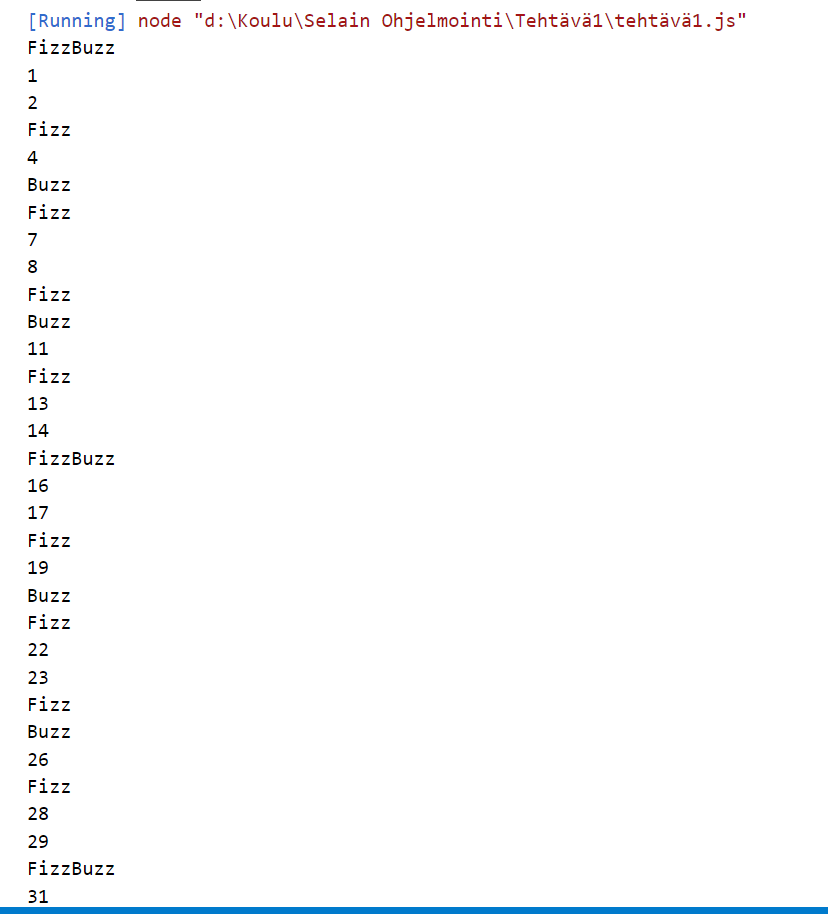 [Running] node "d:\Koulu\Selain Ohjelmointi\Tehtävä1\tehtävä1.js"
FizzBuzz
1
2
Fizz
4
Buzz
Fizz
7
8
Fizz
Buzz
11
Fizz
13
14
FizzBuzz
16
17
Fizz
19
Buzz
Fizz
22
23
Fizz
Buzz
26
Fizz
28
29
FizzBuzz
31